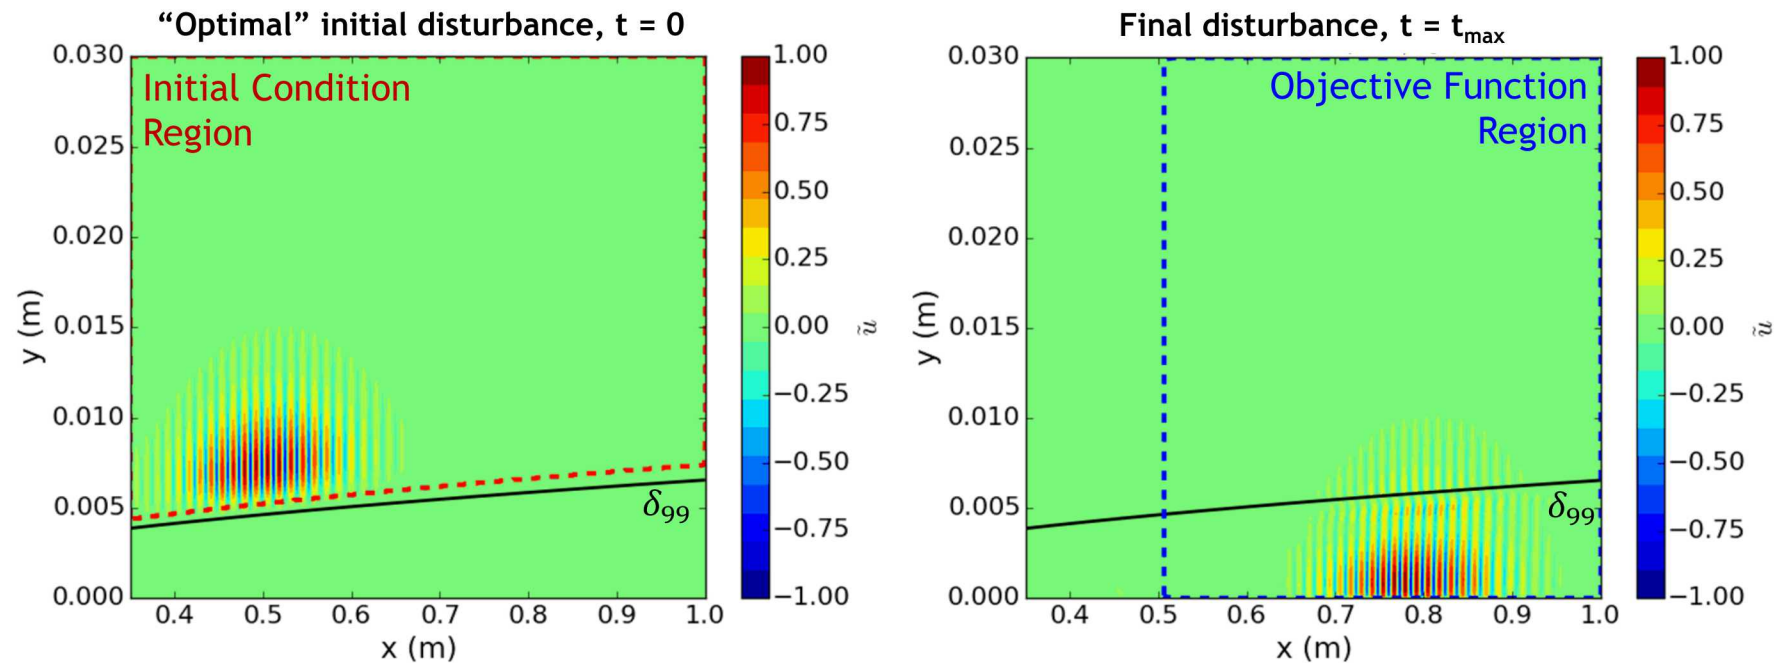 “Optimal” initial disturbance, t = 0
Initial Condition
Region
δ99
0.030
0.025
0.020
0.015
0.010
0.005
0.000
y (m)
0.4 0.5 0.6 0.7 0.8 0.9 1.0
x (m)
1.00
0.75
0.50
0.25
0.00
−0.25
−0.50
−0.75
−1.00
ũ
Final disturbance, t = tmax
Objective Function
Region
δ99
0.030
0.025
0.020
0.015
0.010
0.005
0.000
y (m)
0.4 0.5 0.6 0.7 0.8 0.9 1.0
x (m)
1.00
0.75
0.50
0.25
0.00
−0.25
−0.50
−0.75
−1.00
ũ